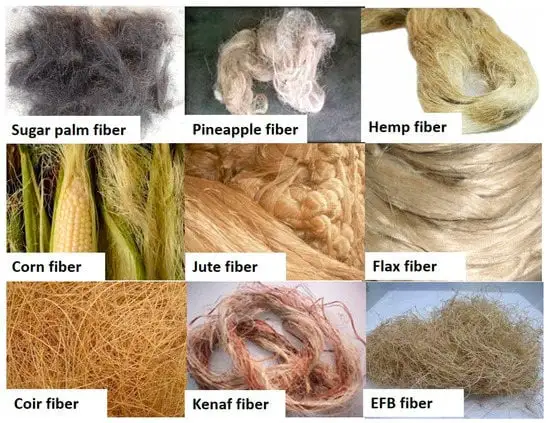 Sugar palm fiber
Pineapple fiber
Hemp fiber
Corn fiber
Jute fiber
Flax fiber
Coir fiber
Kenaf fiber
EFB fiber